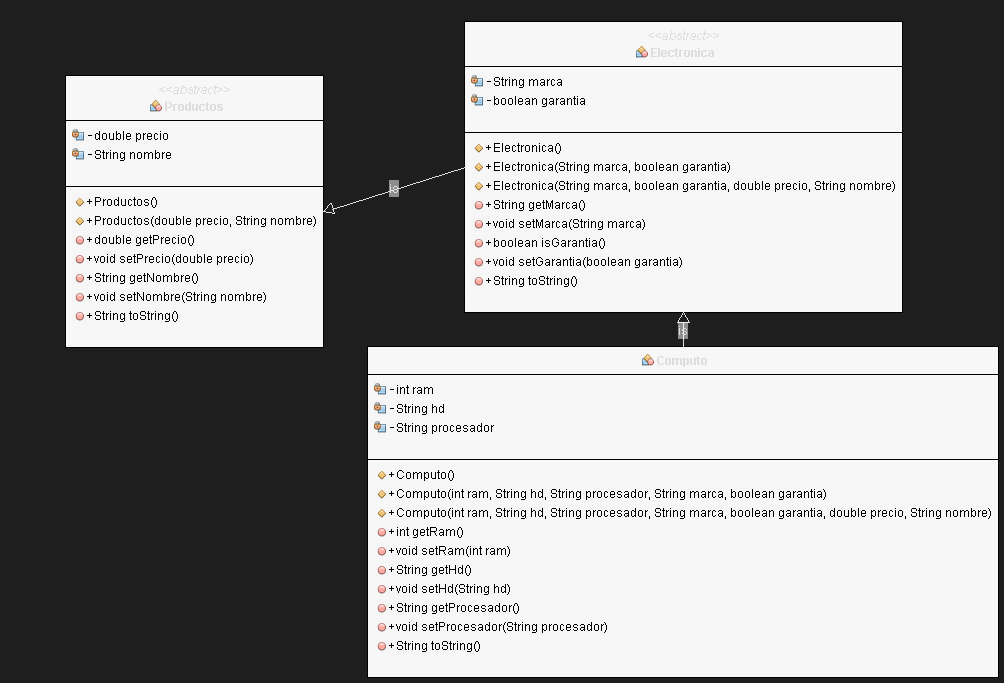 <<abstract>>
Productos
-double precio
-String nombre
+Productos()
+Productos(double precio, String nombre)
+double getPrecio()
+void setPrecio(double precio)
+String getNombre()
+void setNombre(String nombre)
+String toString()
is
<<abstract>>
Electronica
-String marca
-boolean garantia
+Electronica()
+Electronica(String marca, boolean garantia)
+Electronica(String marca, boolean garantia, double precio, String nombre)
+String getMarca()
+void setMarca(String marca)
+boolean isGarantia()
+void setGarantia(boolean garantia)
+String toString()
is
Computo
-int ram
-String hd
-String procesador
+Computo()
+Computo(int ram, String hd, String procesador, String marca, boolean garantia)
+Computo(int ram, String hd, String procesador, String marca, boolean garantia, double precio, String nombre)
+int getRam()
+void setRam(int ram)
+String getHd()
+void setHd(String hd)
+String getProcesador()
+void setProcesador(String procesador)
+String toString()